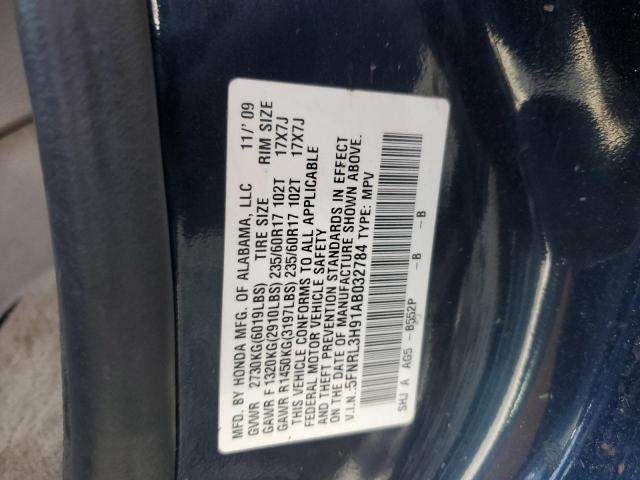 MFD. BY HONDA MFG. OF ALABAMA, LLC 11/'09
GVWR 2730KG(6019LBS) TIRE SIZE RIM SIZE
GAWR F 1320KG(2910LBS) 235/60R17 102T 17X7J
GAWR R1450KG(3197LBS) 235/60R17 102T 17X7J
THIS VEHICLE CONFORMS TO ALL APPLICABLE
FEDERAL MOTOR VEHICLE SAFETY
AND THEFT PREVENTION STANDARDS IN EFFECT
ON THE DATE OF MANUFACTURE SHOWN ABOVE.
V.I.N.:5FNRL3H91AB032784 TYPE: MPV
SHJ A AG5 - B552P - B - B